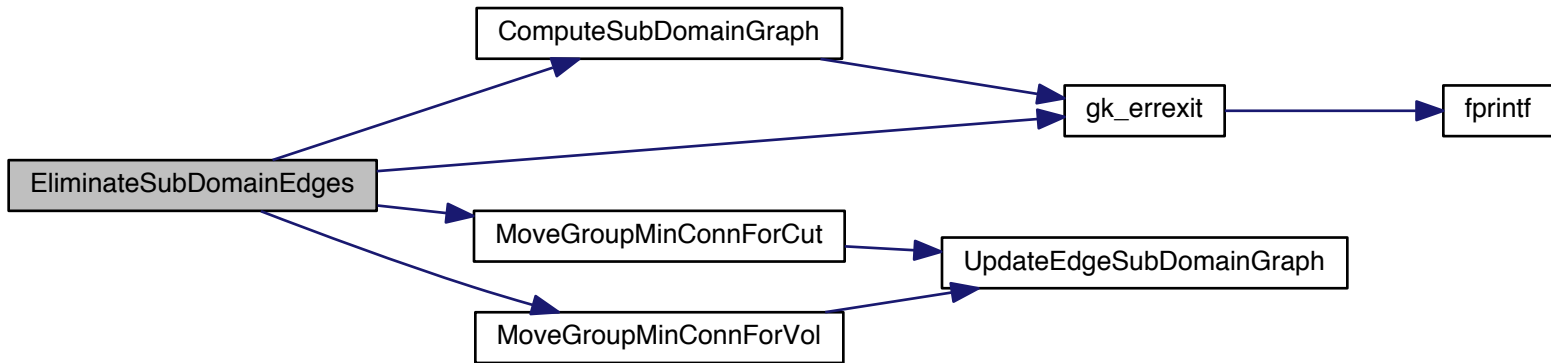 ComputeSubDomainGraph
gk_errexit
fprintf
EliminateSubDomainEdges
MoveGroupMinConnForCut
UpdateEdgeSubDomainGraph
MoveGroupMinConnForVol